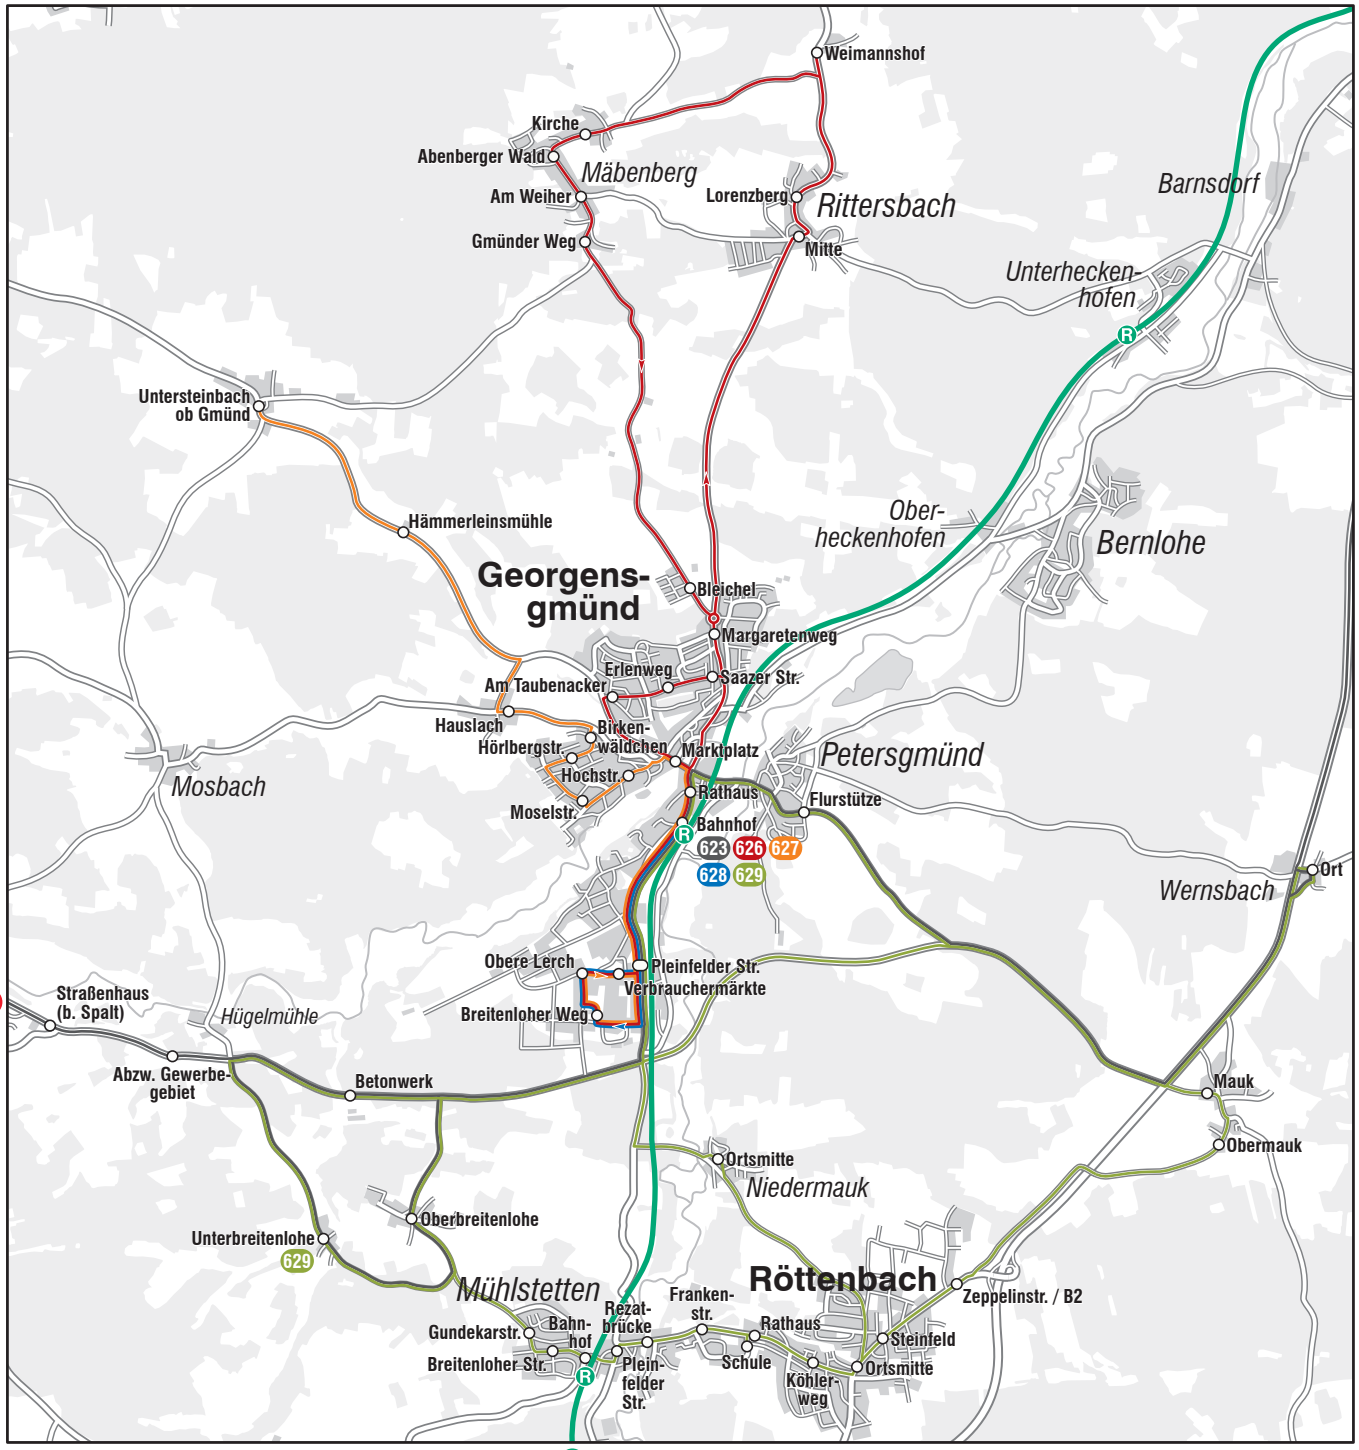 Weimannshof
Kirche
Abenberger Wald
Mäbenberg
Am Weiher
Lorenzberg
Rittersbach
Barnsdorf
Gmünder Weg
Mitte
Unterhecken-
hofen
R
Untersteinbach
ob Gmünd
Hämmerleinsmühle
Ober-
heckenhofen
Bernlohe
Georgens-
gmünd
Bleichel
Margaretenweg
Erlenweg
Saazer Str.
Am Taubenacker
Hauslach
Birken-
wäldchen
Hörlbergstr.
Marktplatz
Petersgmünd
Hochstr.
Mosbach
Rathaus
Flurstütze
Moselstr.
Bahnhof
R
623 626 627
628 629
Ort
Wernsbach
Obere Lerch
Pleinfelder Str.
Verbrauchermärkte
Straßenhaus
(b. Spalt)
Hügelmühle
Breitenloher Weg
Abzw. Gewerbe-
gebiet
Betonwerk
Mauk
Obermauk
Ortsmitte
Niedermauk
Oberbreitenlohe
Unterbreitenlohe
629
Mühlstetten
Röttenbach
Zeppelinstr. / B2
Franken-
str.
Rezat-
brücke
Gundekarstr.
Bahn-
hof
Rathaus
Steinfeld
Breitenloher Str.
Plein-
felder
Str.
Schule
Ortsmitte
Köhler-
weg
R